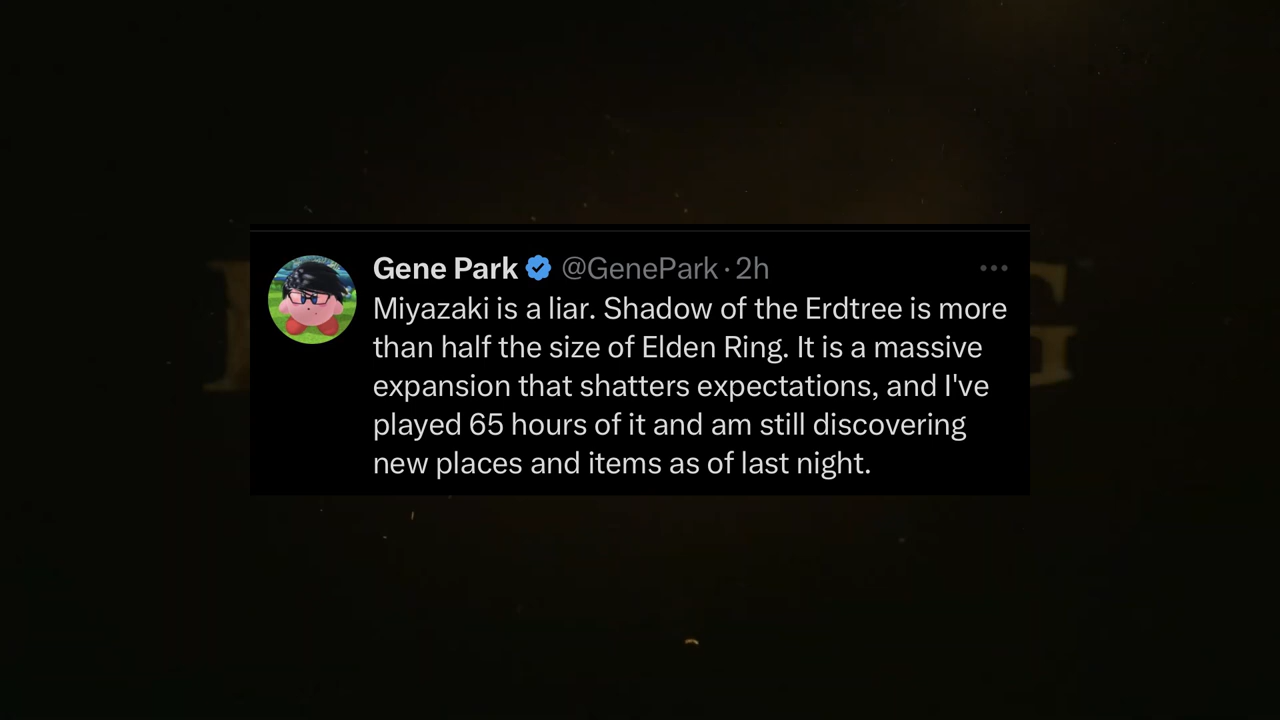 Gene Park @GenePark · 2h
Miyazaki is a liar. Shadow of the Erdtree is more
than half the size of Elden Ring. It is a massive
expansion that shatters expectations, and I've
played 65 hours of it and am still discovering
new places and items as of last night.